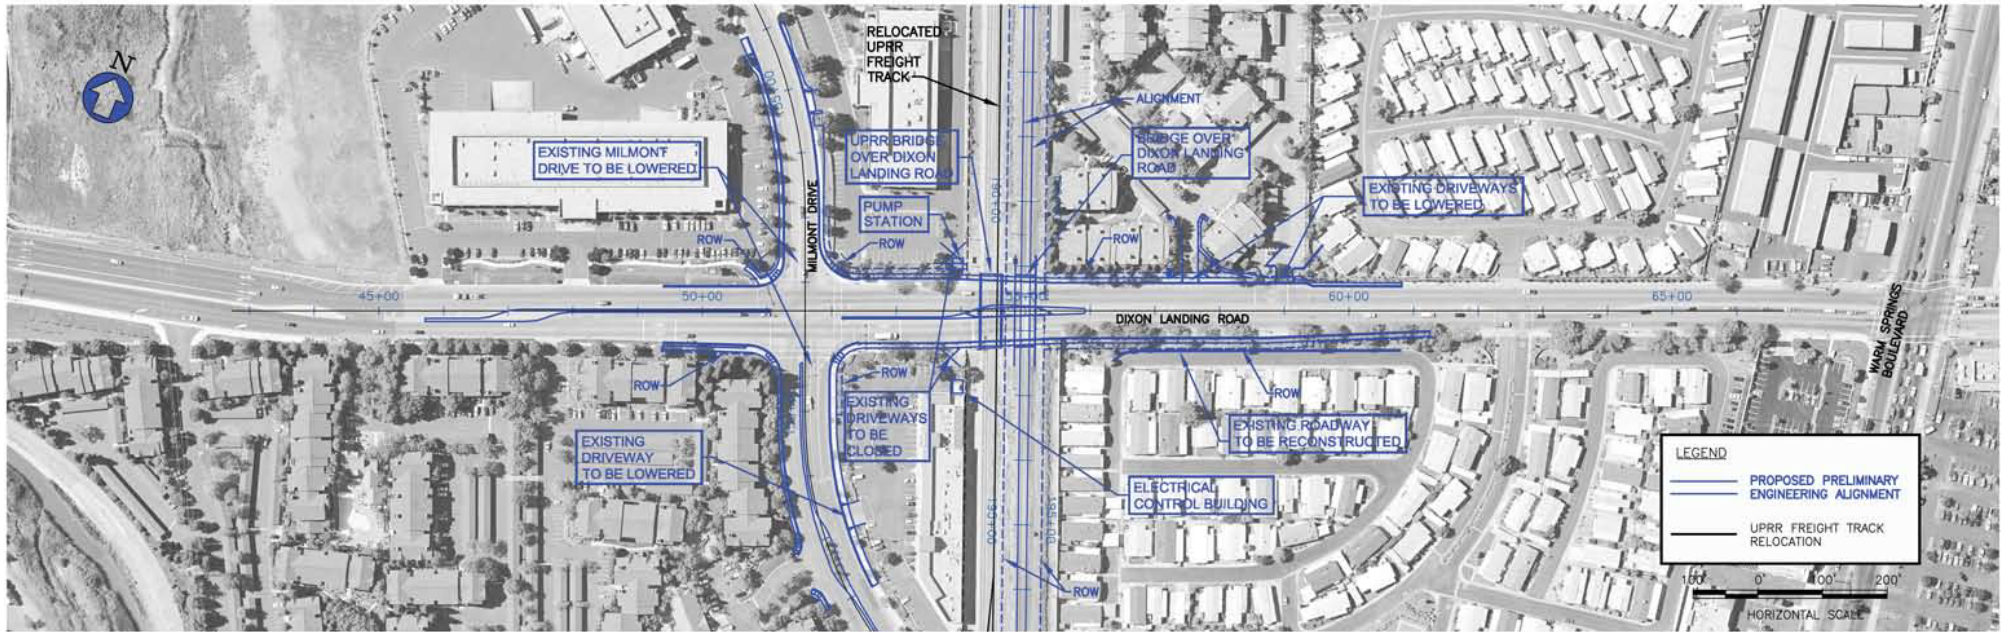 N
RELOCATED
UPRR
FREIGHT
TRACK
ALIGNMENT
EXISTING MILMONT
DRIVE TO BE LOWERED
UPRR BRIDGE
OVER DIXON
LANDING ROAD
BRIDGE OVER
DIXON LANDING
ROAD
EXISTING DRIVEWAYS
TO BE LOWERED
PUMP
STATION
MILMONT DRIVE
ROW
ROW
ROW
45+00
50+00
55+00
60+00
65+00
DIXON LANDING ROAD
WARM SPRINGS
BOULEVARD
ROW
ROW
ROW
EXISTING
DRIVEWAYS
TO BE
CLOSED
EXISTING ROADWAY
TO BE RECONSTRUCTED
EXISTING
DRIVEWAY
TO BE LOWERED
ELECTRICAL
CONTROL BUILDING
195+00
ROW
LEGEND
PROPOSED PRELIMINARY
ENGINEERING ALIGNMENT
UPRR FREIGHT TRACK
RELOCATION
100' 0' 100' 200'
HORIZONTAL SCALE